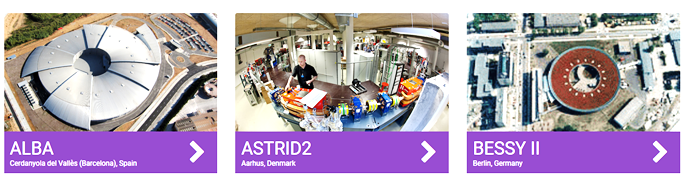 ALBA
Cerdanyola del Vallès (Barcelona), Spain
ASTRID2
Aarhus, Denmark
BESSY II
Berlin, Germany